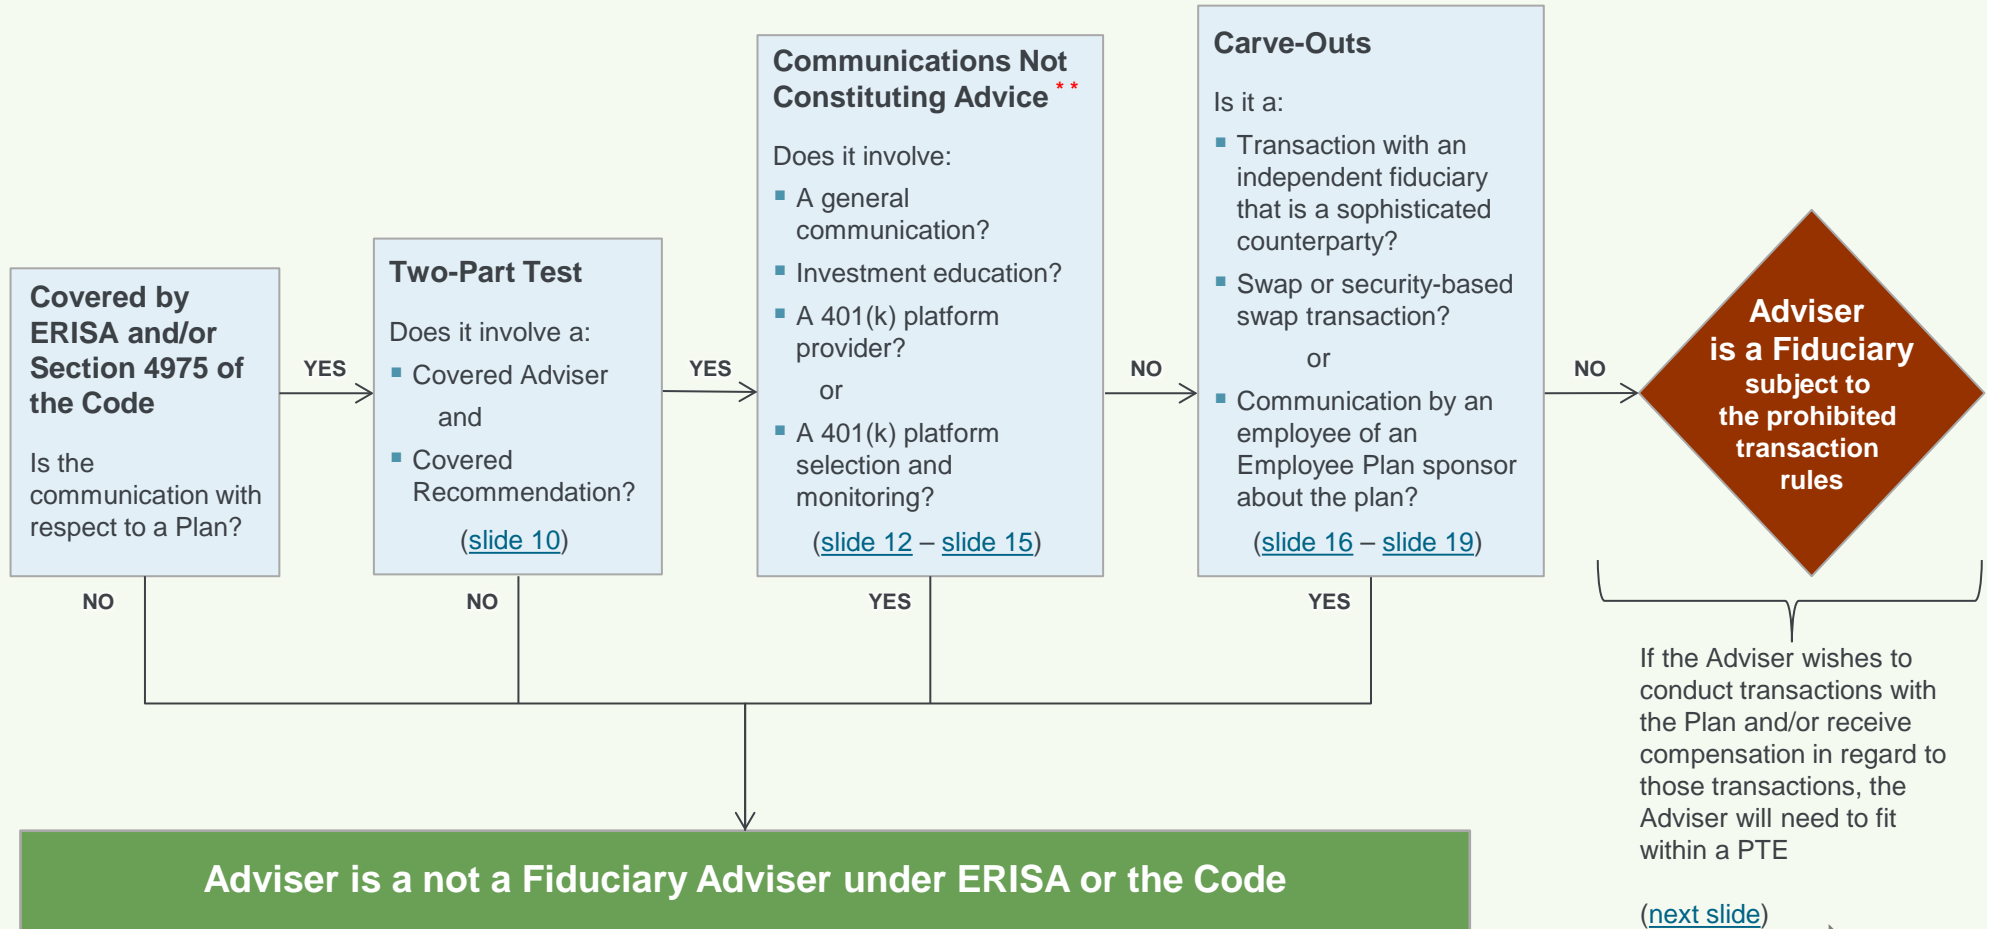 Covered by
ERISA and/or
Section 4975 of
the Code
Is the
communication with
respect to a Plan?
NO
YES
Two-Part Test
Does it involve a:
▪ Covered Adviser
and
▪ Covered
Recommendation?
(slide 10)
NO
YES
Communications Not
Constituting Advice **
Does it involve:
▪ A general
communication?
▪ Investment education?
▪ A 401(k) platform
provider?
or
▪ A 401(k) platform
selection and
monitoring?
(slide 12 – slide 15)
YES
NO
Carve-Outs
Is it a:
▪ Transaction with an
independent fiduciary
that is a sophisticated
counterparty?
▪ Swap or security-based
swap transaction?
or
▪ Communication by an
employee of an
Employee Plan sponsor
about the plan?
(slide 16 – slide 19)
YES
NO
Adviser
is a Fiduciary
subject to
the prohibited
transaction
rules
If the Adviser wishes to
conduct transactions with
the Plan and/or receive
compensation in regard to
those transactions, the
Adviser will need to fit
within a PTE
(next slide)
Adviser is a not a Fiduciary Adviser under ERISA or the Code